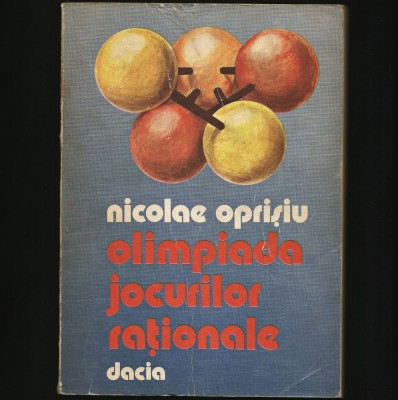 nicolae oprișiu
olimpiada
jocurilor
raționale
dacia